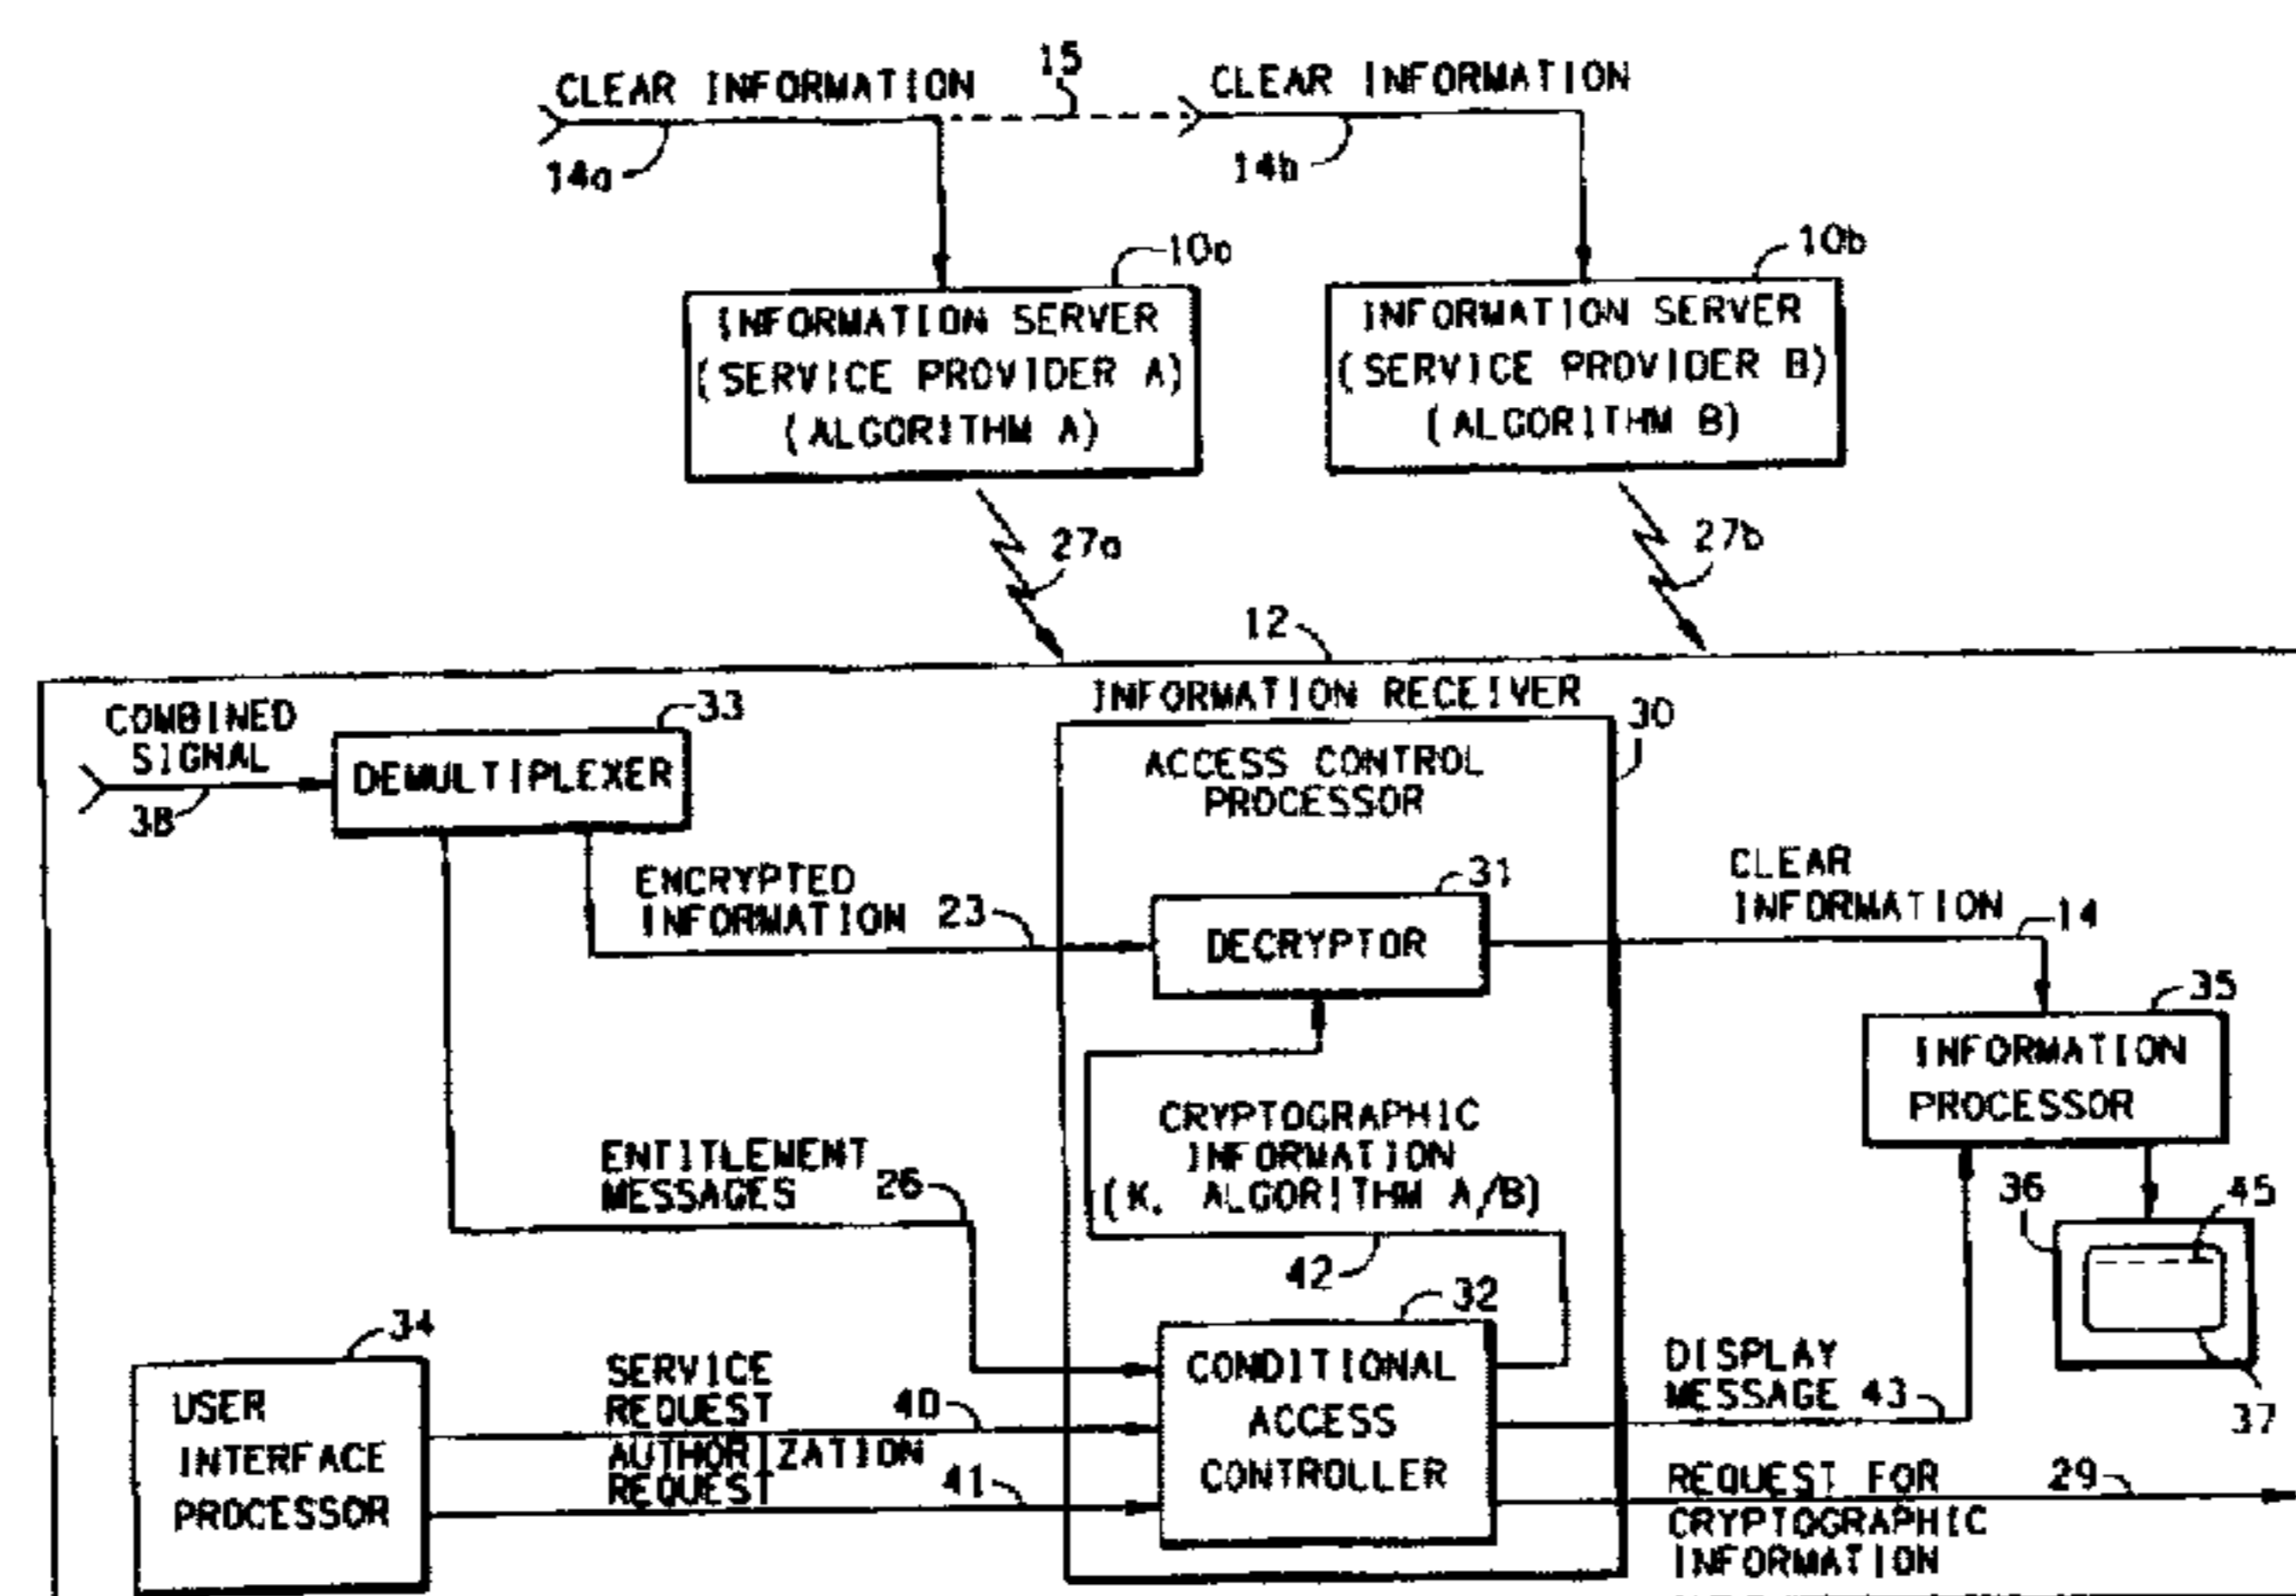 CLEAR INFORMATION
15
CLEAR INFORMATION
14a
14b
10a
10b
INFORMATION SERVER
(SERVICE PROVIDER A)
(ALGORITHM A)
INFORMATION SERVER
(SERVICE PROVIDER B)
(ALGORITHM B)
27a
27b
12
INFORMATION RECEIVER
COMBINED
SIGNAL
38
33
DEMULTIPLEXER
30
ACCESS CONTROL
PROCESSOR
ENCRYPTED
INFORMATION 23
31
DECRYPTOR
CLEAR
INFORMATION
14
35
INFORMATION
PROCESSOR
CRYPTOGRAPHIC
INFORMATION
(K. ALGORITHM A/B)
42
ENTITLEMENT
MESSAGES
26
36
45
37
34
USER
INTERFACE
PROCESSOR
SERVICE
REQUEST
40
AUTHORIZATION
REQUEST
41
32
CONDITIONAL
ACCESS
CONTROLLER
DISPLAY
MESSAGE 43
REQUEST FOR
29
CRYPTOGRAPHIC
INFORMATION